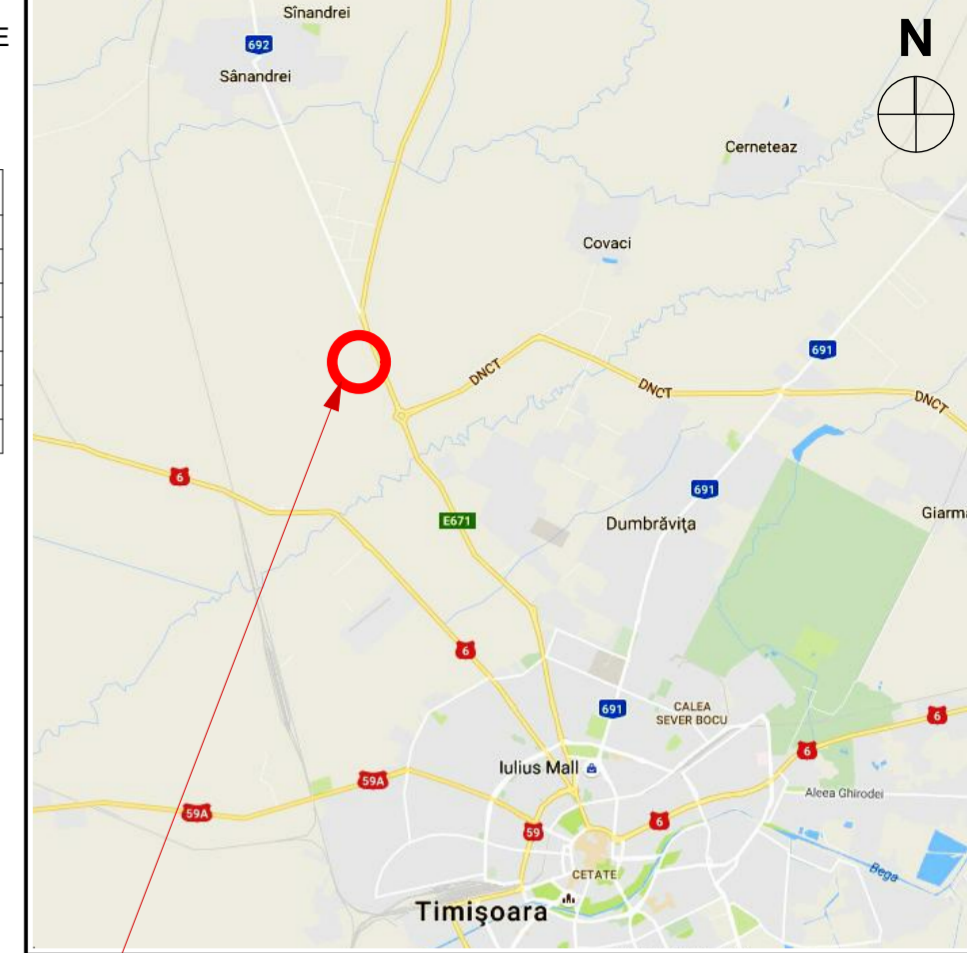 E
Sînandrei
N
692
Sânandrei
Cerneteaz
Covaci
691
DNCT
DNCT
DNCT
6
691
E671
Dumbrăvița
Giarma
6
691
CALEA
SEVER BOCU
6
6
Iulius Mall
59A
Aleea Ghirodei
59A
6
59
CETATE
Bega
Timișoara